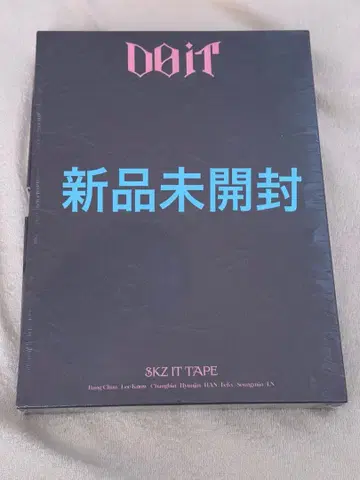 DO iT
新品未開封
SKZ IT TAPE
Bang Chan Lee Know Changbin Hyunjin HAN Felix Seungmin I.N